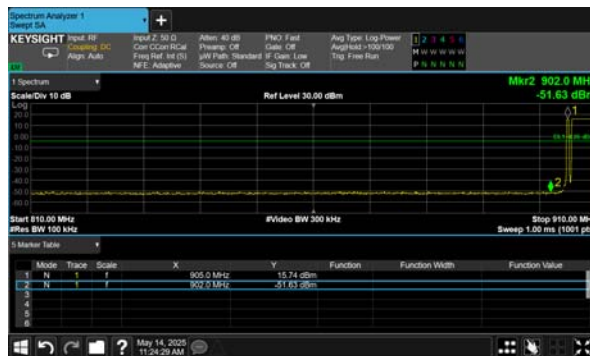 Spectrum Analyzer 1
Swept SA
+
KEYSIGHT
Input: RF
Coupling: DC
Align: Auto
Input Z: 50 Ω
Corr CCorr RCal
Freq Ref: Int (S)
NFE: Adaptive
Atten: 40 dB
Preamp: Off
µW Path: Standard
Source: Off
PNO: Fast
Gate: Off
IF Gain: Low
Sig Track: Off
Avg Type: Log-Power
Avg|Hold:>100/100
Trig: Free Run
1 2 3 4 5 6
M W W W W W
P N N N N N
1 Spectrum
Scale/Div 10 dB
Ref Level 30.00 dBm
Mkr2 902.0 MH
-51.63 dBr
Log
20.0
10.0
0.00
-10.0
-20.0
-30.0
-40.0
-50.0
-60.0
1
2
Start 810.00 MHz
#Res BW 100 kHz
#Video BW 300 kHz
Stop 910.00 MH
Sweep 1.00 ms (1001 pt
5 Marker Table
Mode Trace Scale X Y Function Function Width Function Value
1 N 1 f 905.0 MHz 15.74 dBm
2 N 1 f 902.0 MHz -51.63 dBm
3
4
5
6
?
May 14, 2025
11:24:29 AM